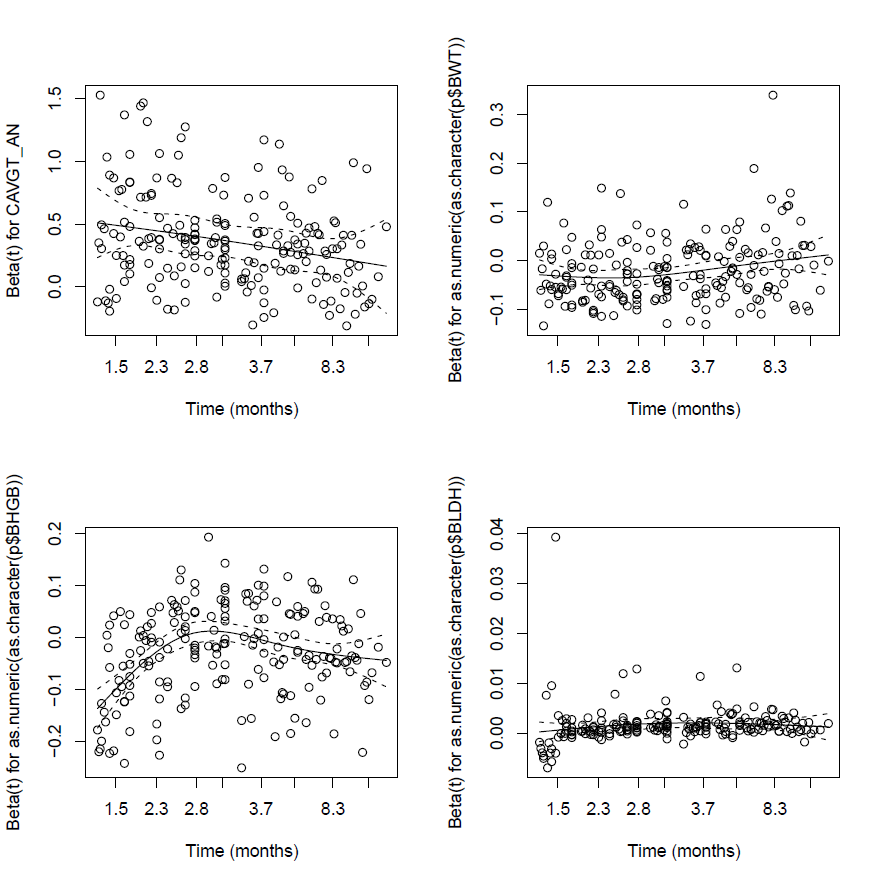 Beta(t) for CAVGT_AN
1.5
1.0
0.5
0.0
1.5 2.3 2.8 3.7 8.3
Time (months)
Beta(t) for as.numeric(as.character(p$BWT))
0.3
0.2
0.1
0.0
−0.1
1.5 2.3 2.8 3.7 8.3
Time (months)
Beta(t) for as.numeric(as.character(p$BHGB))
0.2
0.1
0.0
−0.1
−0.2
1.5 2.3 2.8 3.7 8.3
Time (months)
Beta(t) for as.numeric(as.character(p$BLDH))
0.04
0.03
0.02
0.01
0.00
1.5 2.3 2.8 3.7 8.3
Time (months)